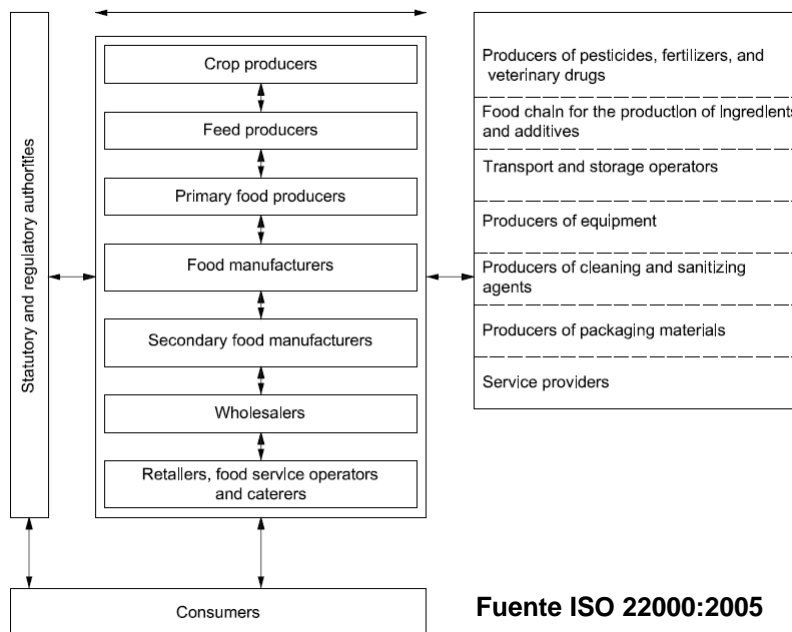 Statutory and regulatory authorities
Crop producers
Feed producers
Primary food producers
Food manufacturers
Secondary food manufacturers
Wholesalers
Retailers, food service operators
and caterers
Producers of pesticides, fertilizers, and
veterinary drugs
Food chain for the production of ingredients
and additives
Transport and storage operators
Producers of equipment
Producers of cleaning and sanitizing
agents
Producers of packaging materials
Service providers
Consumers
Fuente ISO 22000:2005